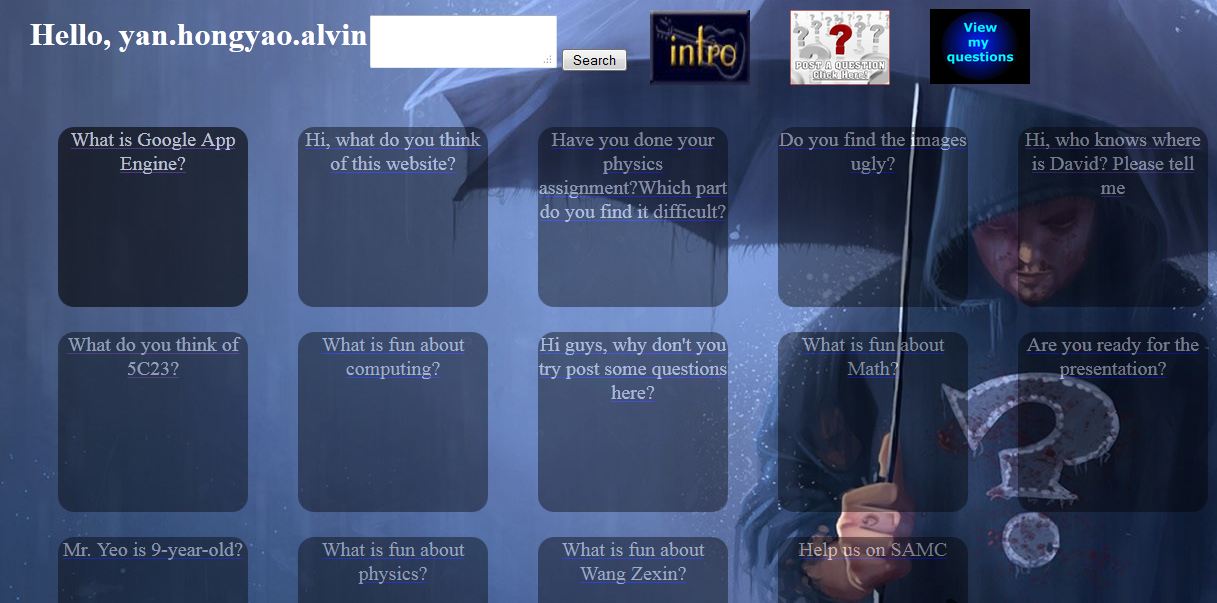 Hello, yan.hongyao.alvin
Search
intro
POST A QUESTION
Click Here!
View
my
questions
What is Google App
Engine?
Hi, what do you think
of this website?
Have you done your
physics
assignment?Which part
do you find it difficult?
Do you find the images
ugly?
Hi, who knows where
is David? Please tell
me
What do you think of
5C23?
What is fun about
computing?
Hi guys, why don't you
try post some questions
here?
What is fun about
Math?
Are you ready for the
presentation?
Mr. Yeo is 9-year-old?
What is fun about
physics?
What is fun about
Wang Zexin?
Help us on SAMC